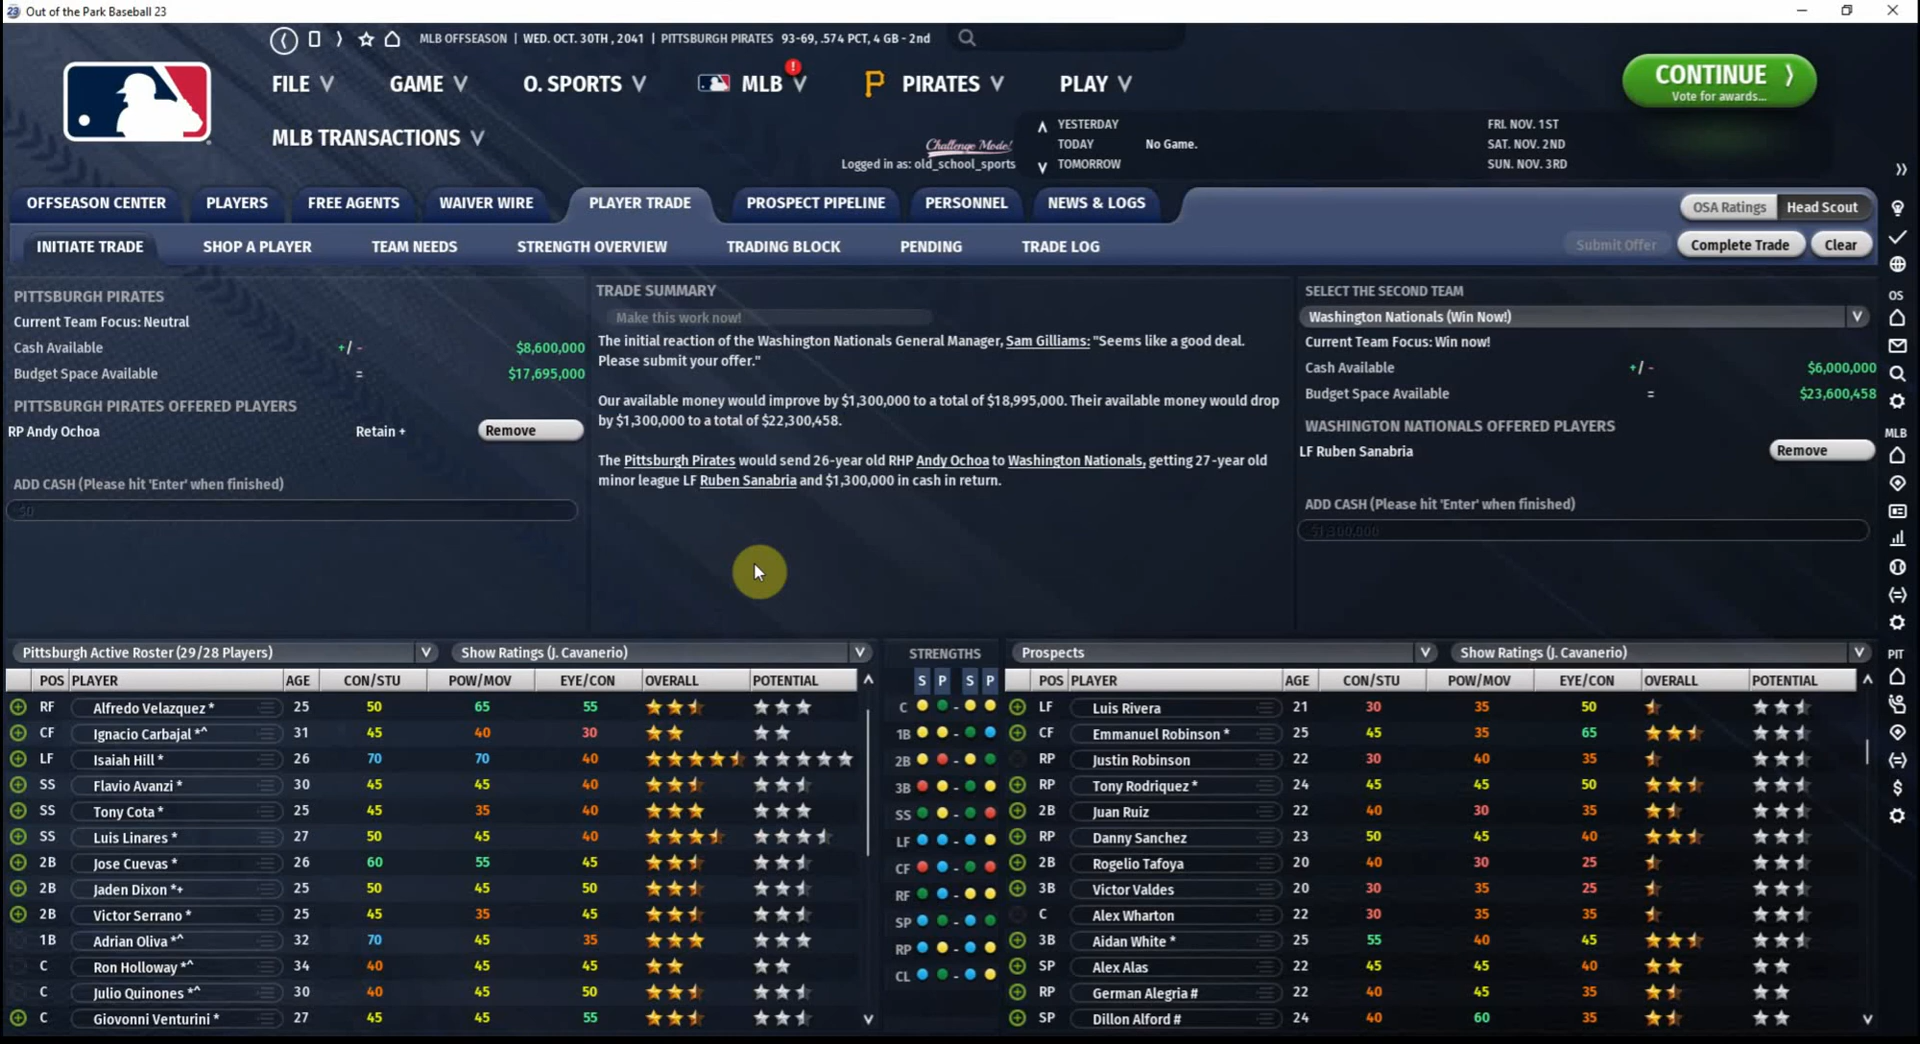 23 Out of the Park Baseball 23
MLB OFFSEASON | WED. OCT. 30TH , 2041 | PITTSBURGH PIRATES 93-69, .574 PCT, 4 GB - 2nd
FILE GAME O. SPORTS MLB PIRATES PLAY
CONTINUE
Vote for awards...
MLB TRANSACTIONS
Challenge Mode!
Logged in as: old_school_sports
YESTERDAY
TODAY No Game.
TOMORROW
FRI. NOV. 1ST
SAT. NOV. 2ND
SUN. NOV. 3RD
OFFSEASON CENTER PLAYERS FREE AGENTS WAIVER WIRE PLAYER TRADE PROSPECT PIPELINE PERSONNEL NEWS & LOGS
OSA Ratings Head Scout
INITIATE TRADE SHOP A PLAYER TEAM NEEDS STRENGTH OVERVIEW TRADING BLOCK PENDING TRADE LOG
Submit Offer Complete Trade Clear
PITTSBURGH PIRATES
Current Team Focus: Neutral
Cash Available +/ - $8,600,000
Budget Space Available = $17,695,000
PITTSBURGH PIRATES OFFERED PLAYERS
RP Andy Ochoa Retain + Remove
ADD CASH (Please hit 'Enter' when finished)
$0
TRADE SUMMARY
Make this work now!
The initial reaction of the Washington Nationals General Manager, Sam Gilliams: "Seems like a good deal.
Please submit your offer."
Our available money would improve by $1,300,000 to a total of $18,995,000. Their available money would drop
by $1,300,000 to a total of $22,300,458.
The Pittsburgh Pirates would send 26-year old RHP Andy Ochoa to Washington Nationals, getting 27-year old
minor league LF Ruben Sanabria and $1,300,000 in cash in return.
SELECT THE SECOND TEAM
Washington Nationals (Win Now!)
Current Team Focus: Win now!
Cash Available +/ - $6,000,000
Budget Space Available = $23,600,458
WASHINGTON NATIONALS OFFERED PLAYERS
LF Ruben Sanabria Remove
ADD CASH (Please hit 'Enter' when finished)
$1,300,000
OS
MLB
PIT
Pittsburgh Active Roster (29/28 Players) Show Ratings (J. Cavanerio)
POS PLAYER AGE CON/STU POW/MOV EYE/CON OVERALL POTENTIAL
RF Alfredo Velazquez * 25 50 65 55
CF Ignacio Carbajal *^ 31 45 40 30
LF Isaiah Hill * 26 70 70 40
SS Flavio Avanzi * 30 45 45 40
SS Tony Cota * 25 45 35 40
SS Luis Linares * 27 50 45 40
2B Jose Cuevas * 26 60 55 45
2B Jaden Dixon *+ 25 50 45 50
2B Victor Serrano * 25 45 35 45
1B Adrian Oliva *^ 32 70 45 35
C Ron Holloway *^ 34 40 45 45
C Julio Quinones *^ 30 40 45 50
C Giovonni Venturini * 27 45 45 55
STRENGTHS
S P S P
C -
1B -
2B -
3B -
SS -
LF -
CF -
RF -
SP -
RP -
CL -
Prospects Show Ratings (J. Cavanerio)
POS PLAYER AGE CON/STU POW/MOV EYE/CON OVERALL POTENTIAL
LF Luis Rivera 21 30 35 50
CF Emmanuel Robinson * 25 45 35 65
RP Justin Robinson 22 30 40 35
RP Tony Rodriquez * 24 45 45 50
2B Juan Ruiz 22 40 30 40
RP Danny Sanchez 23 50 45 40
2B Rogelio Tafoya 20 40 30 25
3B Victor Valdes 20 30 35 25
C Alex Wharton 22 30 35 35
3B Aidan White * 25 55 40 45
SP Alex Alas 22 45 45 40
RP German Alegria # 22 40 45 35
SP Dillon Alford # 24 40 60 35